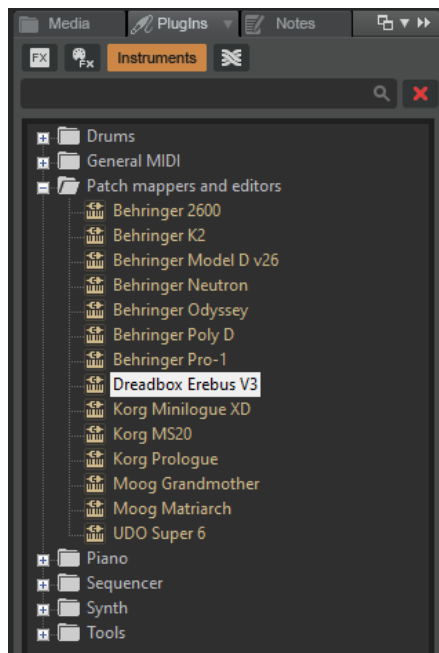 Media PlugIns Notes
FX FX Instruments
Drums
General MIDI
Patch mappers and editors
Behringer 2600
Behringer K2
Behringer Model D v26
Behringer Neutron
Behringer Odyssey
Behringer Poly D
Behringer Pro-1
Dreadbox Erebus V3
Korg Minilogue XD
Korg MS20
Korg Prologue
Moog Grandmother
Moog Matriarch
UDO Super 6
Piano
Sequencer
Synth
Tools